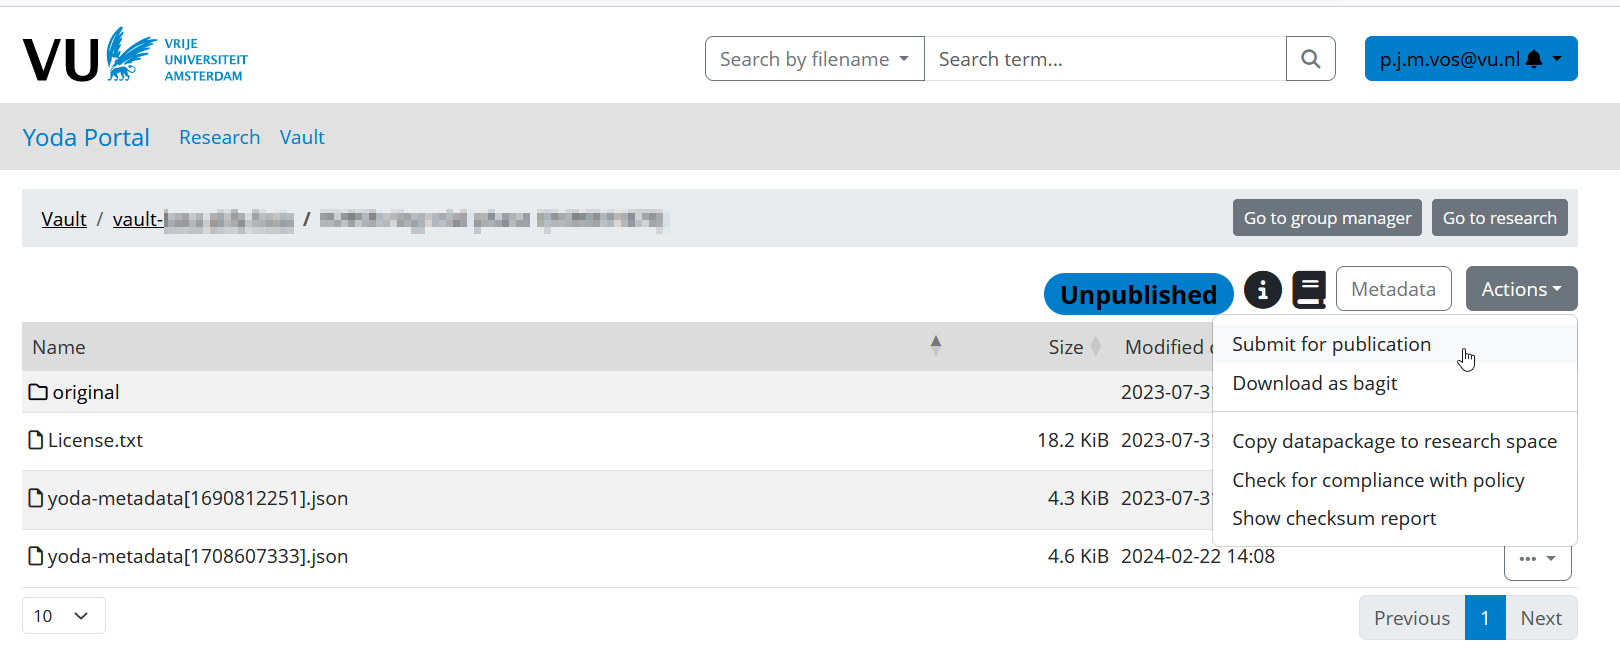 VU VRIJE
UNIVERSITEIT
AMSTERDAM
Search by filename Search term... p.j.m.vos@vu.nl
Yoda Portal Research Vault
Vault / vault- / Go to group manager Go to research
Unpublished Metadata Actions
Name Size Modified
Submit for publication
Download as bagit
Copy datapackage to research space
Check for compliance with policy
Show checksum report
original 2023-07-3
License.txt 18.2 KiB 2023-07-3
yoda-metadata[1690812251].json 4.3 KiB 2023-07-3
yoda-metadata[1708607333].json 4.6 KiB 2024-02-22 14:08 ...
10 Previous 1 Next